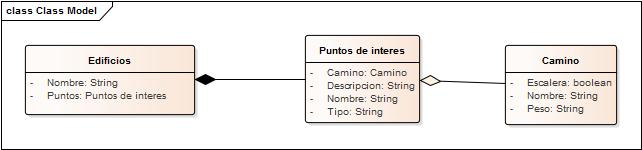 class Class Model
Edificios
- Nombre: String
- Puntos: Puntos de interes
Puntos de interes
- Camino: Camino
- Descripcion: String
- Nombre: String
- Tipo: String
Camino
- Escalera: boolean
- Nombre: String
- Peso: String